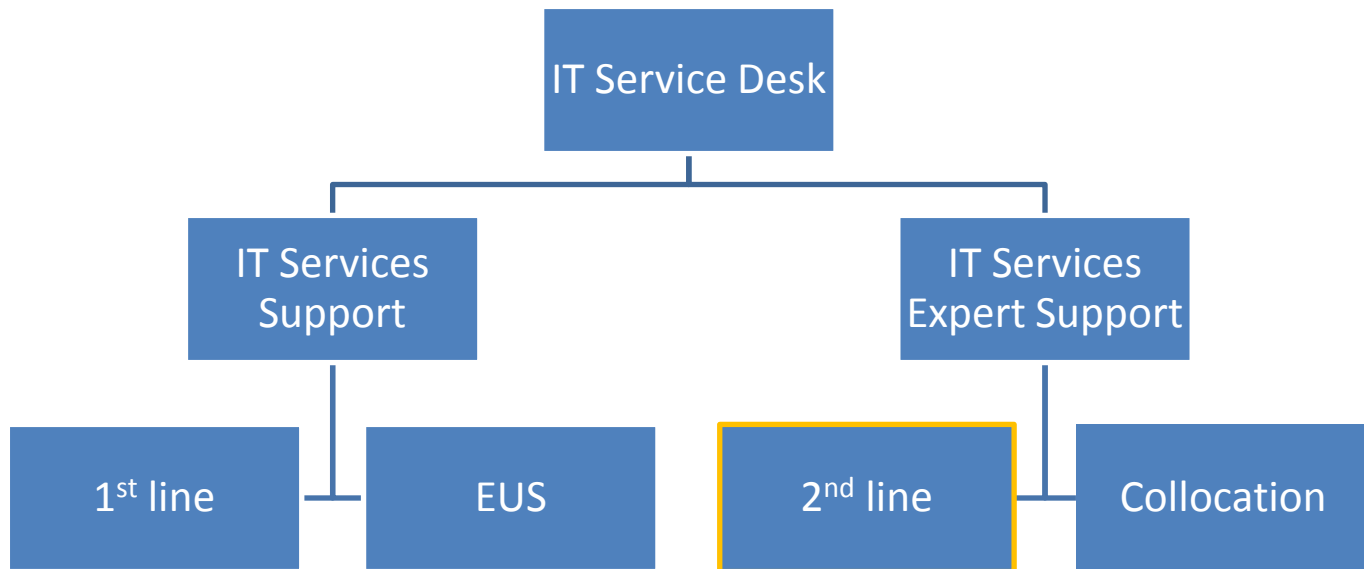 IT Service Desk
IT Services
Support
IT Services
Expert Support
1st line
EUS
2nd line
Collocation